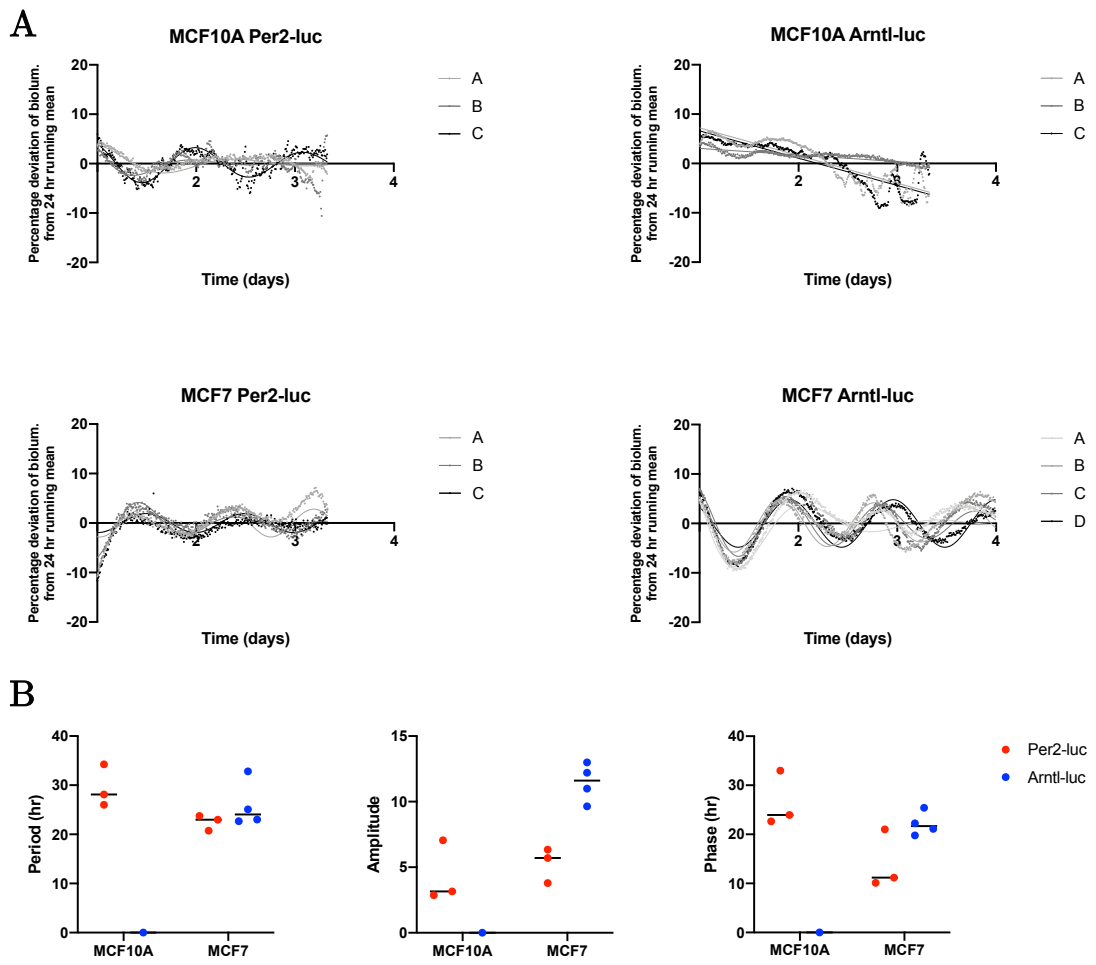 A
MCF10A Per2-luc
Percentage deviation of biolum.
from 24 hr running mean
20
10
0
-10
-20
2
3
4
Time (days)
A
B
C
MCF10A Arntl-luc
Percentage deviation of biolum.
from 24 hr running mean
20
10
0
-10
-20
2
3
4
Time (days)
A
B
C
MCF7 Per2-luc
Percentage deviation of biolum.
from 24 hr running mean
20
10
0
-10
-20
2
3
4
Time (days)
A
B
C
MCF7 Arntl-luc
Percentage deviation of biolum.
from 24 hr running mean
20
10
0
-10
-20
2
3
4
Time (days)
A
B
C
D
B
Period (hr)
40
30
20
10
0
MCF10A
MCF7
Amplitude
15
10
5
0
MCF10A
MCF7
Phase (hr)
40
30
20
10
0
MCF10A
MCF7
Per2-luc
Arntl-luc